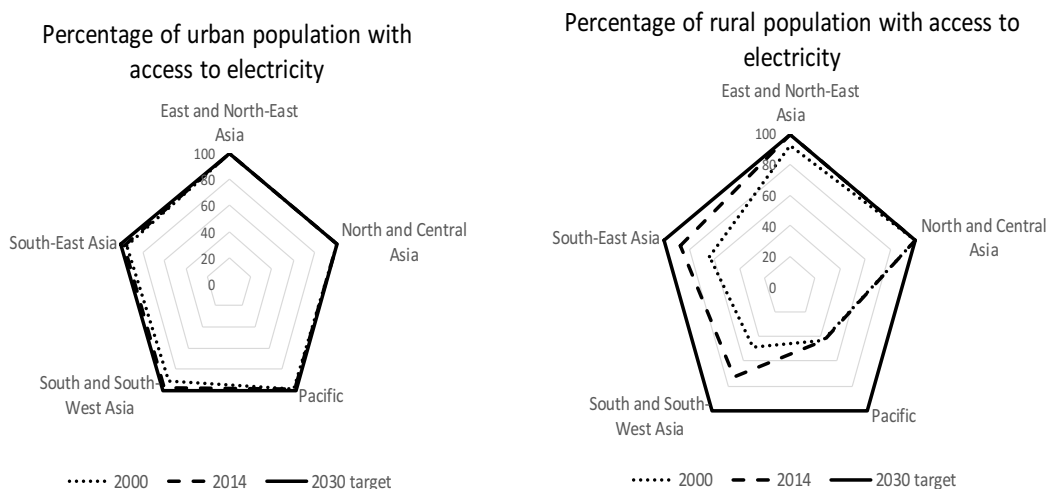 Percentage of urban population with
access to electricity
East and North-East
Asia
100
80
60
40
20
0
North and Central
Asia
Pacific
South and South-
West Asia
South-East Asia
2000
2014
2030 target
Percentage of rural population with access to
electricity
East and North-East
Asia
100
80
60
40
20
0
North and Central
Asia
Pacific
South and South-
West Asia
South-East Asia
2000
2014
2030 target